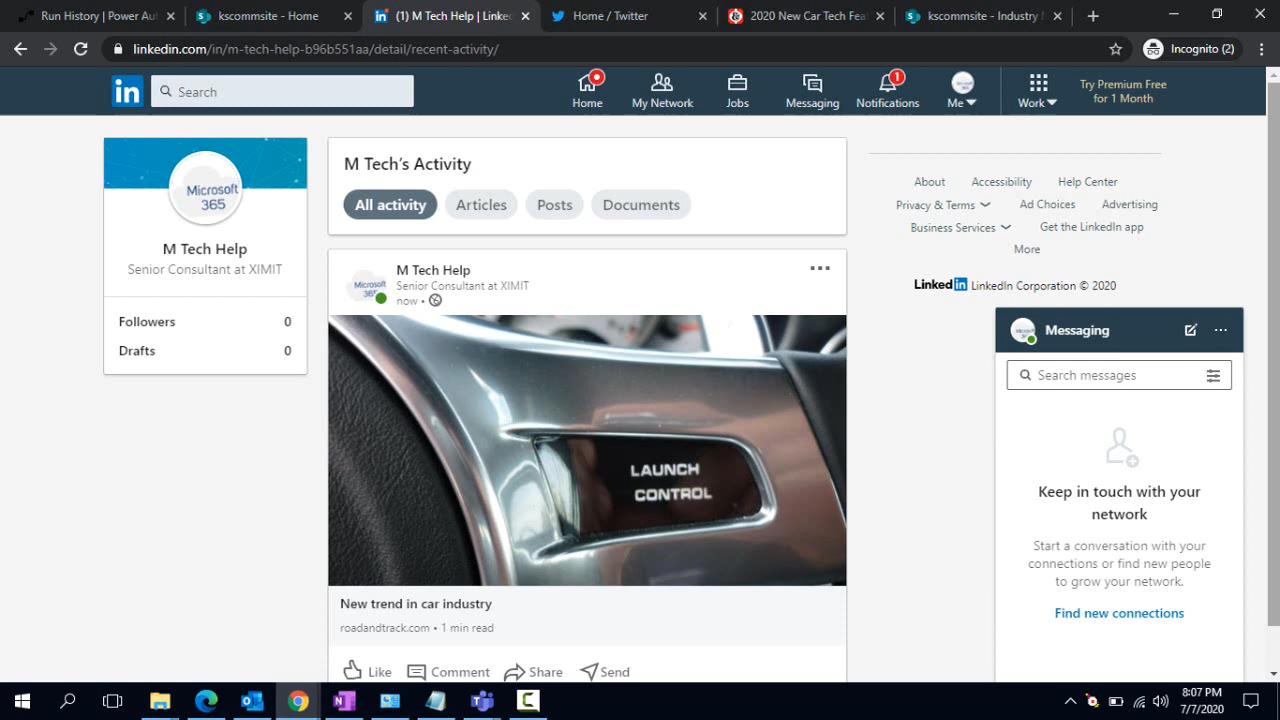 Run History | Power Aut
kscommsite - Home
(1) M Tech Help | Linke
Home / Twitter
2020 New Car Tech Fea
kscommsite - Industry N
linkedin.com/in/m-tech-help-b96b551aa/detail/recent-activity/
Incognito (2)
in
Search
Home
My Network
Jobs
Messaging
1
Notifications
Me
Work
Try Premium Free
for 1 Month
Microsoft
365
M Tech Help
Senior Consultant at XIMIT
Followers 0
Drafts 0
M Tech's Activity
All activity
Articles
Posts
Documents
Microsoft
365
M Tech Help
Senior Consultant at XIMIT
now •
LAUNCH
CONTROL
New trend in car industry
roadandtrack.com • 1 min read
Like
Comment
Share
Send
About Accessibility Help Center
Privacy & Terms Ad Choices Advertising
Business Services Get the LinkedIn app
More
Linked in LinkedIn Corporation © 2020
Messaging
Search messages
Keep in touch with your
network
Start a conversation with your
connections or find new people
to grow your network.
Find new connections
8:07 PM
7/7/2020